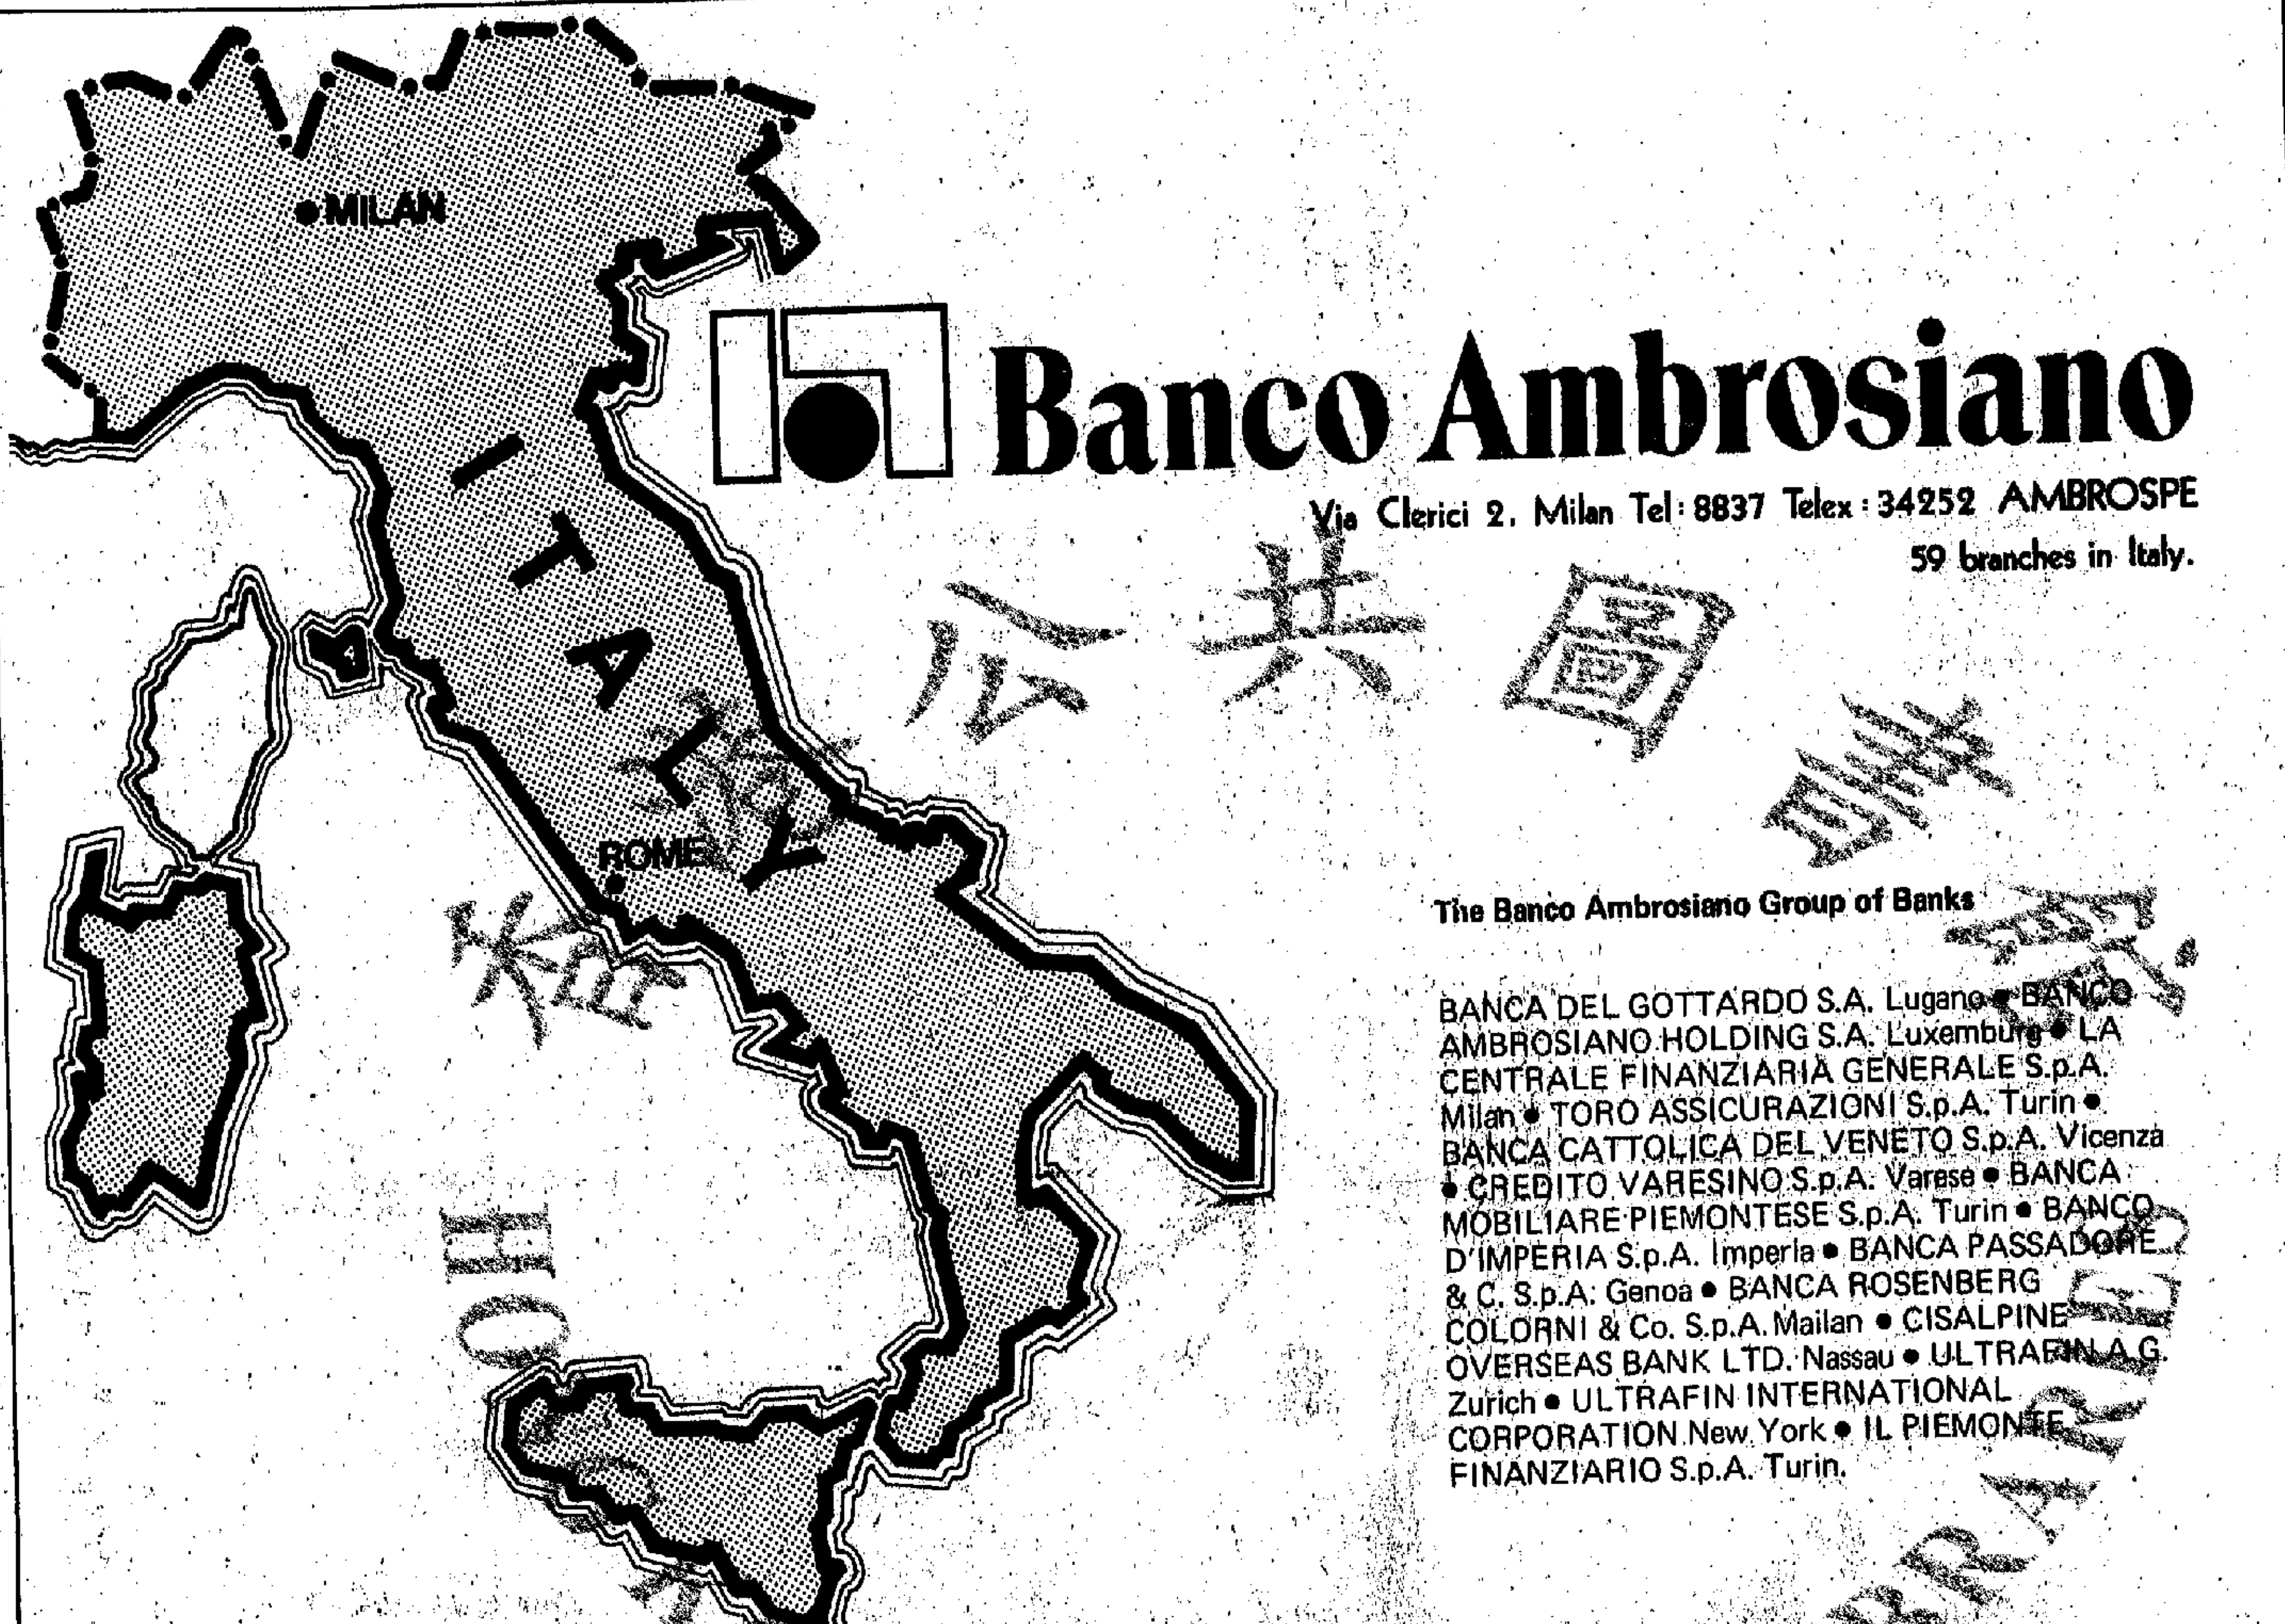 MILAN
ITALY
ROME
Banco Ambrosiano
Via Clerici 2, Milan Tel: 8837 Telex: 34252 AMBROSPE
59 branches in Italy.
公共圖
The Banco Ambrosiano Group of Banks
BANCA DEL GOTTARDO S.A. Lugano ● BANCO
AMBROSIANO HOLDING S.A. Luxemburg ● LA
CENTRALE FINANZIARIA GENERALE S.p.A.
Milan ● TORO ASSICURAZIONI S.p.A. Turin ●
BANCA CATTOLICA DEL VENETO S.p.A. Vicenza
● CREDITO VARESINO S.p.A. Varese ● BANCA
MOBILIARE PIEMONTESE S.p.A. Turin ● BANCO
D'IMPERIA S.p.A. Imperia ● BANCA PASSADORE
& C. S.p.A. Genoa ● BANCA ROSENBERG
COLORNI & Co. S.p.A. Mailan ● CISALPINE
OVERSEAS BANK LTD. Nassau ● ULTRAFIN A.G.
Zurich ● ULTRAFIN INTERNATIONAL
CORPORATION New York ● IL PIEMONTE
FINANZIARIO S.p.A. Turin.